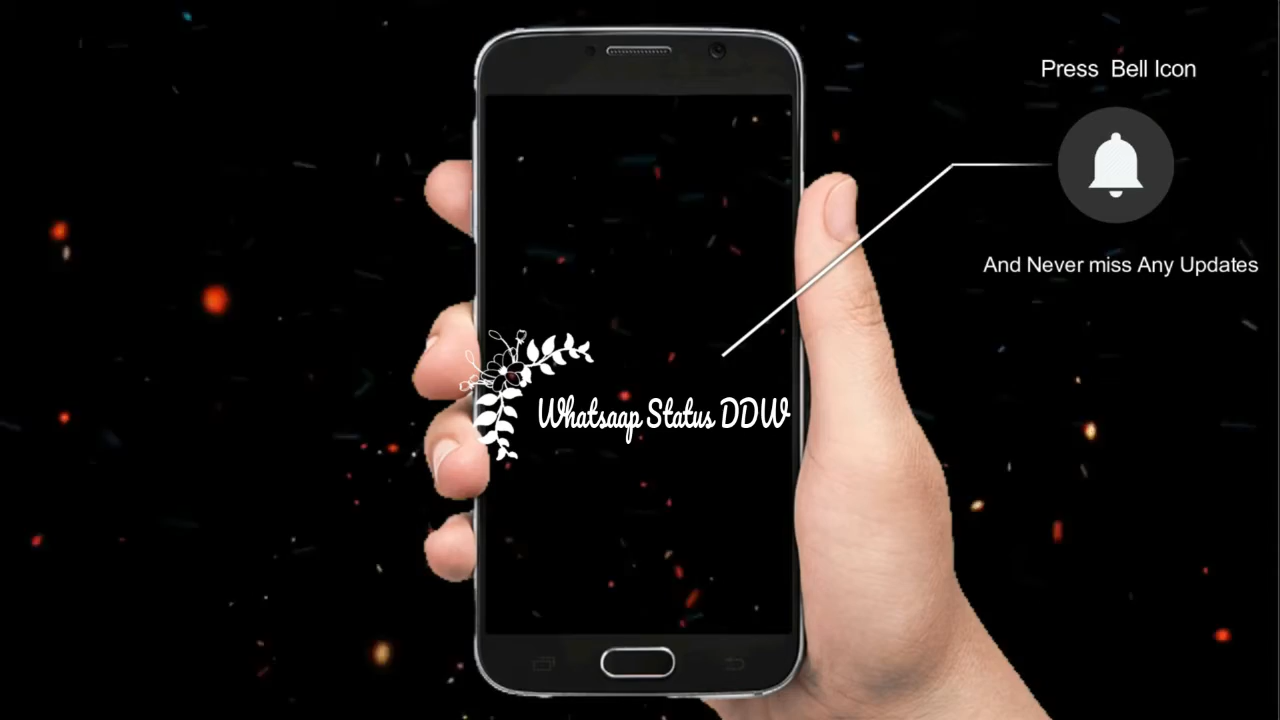 Press Bell Icon
And Never miss Any Updates
Whatsaap Status DDW